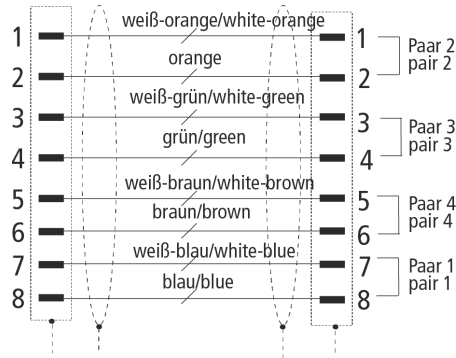 weiß-orange/white-orange
1 1 Paar 2
pair 2
orange
2 2
weiß-grün/white-green
3 3 Paar 3
pair 3
grün/green
4 4
weiß-braun/white-brown
5 5 Paar 4
pair 4
braun/brown
6 6
weiß-blau/white-blue
7 7 Paar 1
pair 1
blau/blue
8 8